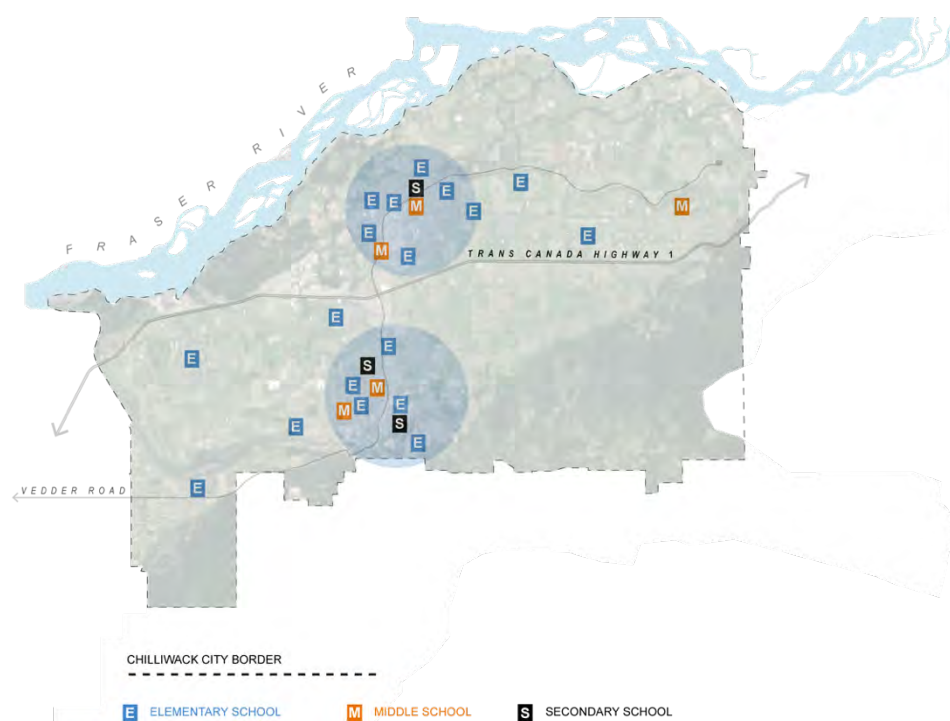 FRASER RIVER
E
S
E
M
E
E
E
E
E
M
E
M
E
E
TRANS CANADA HIGHWAY 1
E
E
E
S
E
M
E
E
M
S
E
E
E
VEDDER ROAD
CHILLIWACK CITY BORDER
E ELEMENTARY SCHOOL
M MIDDLE SCHOOL
S SECONDARY SCHOOL